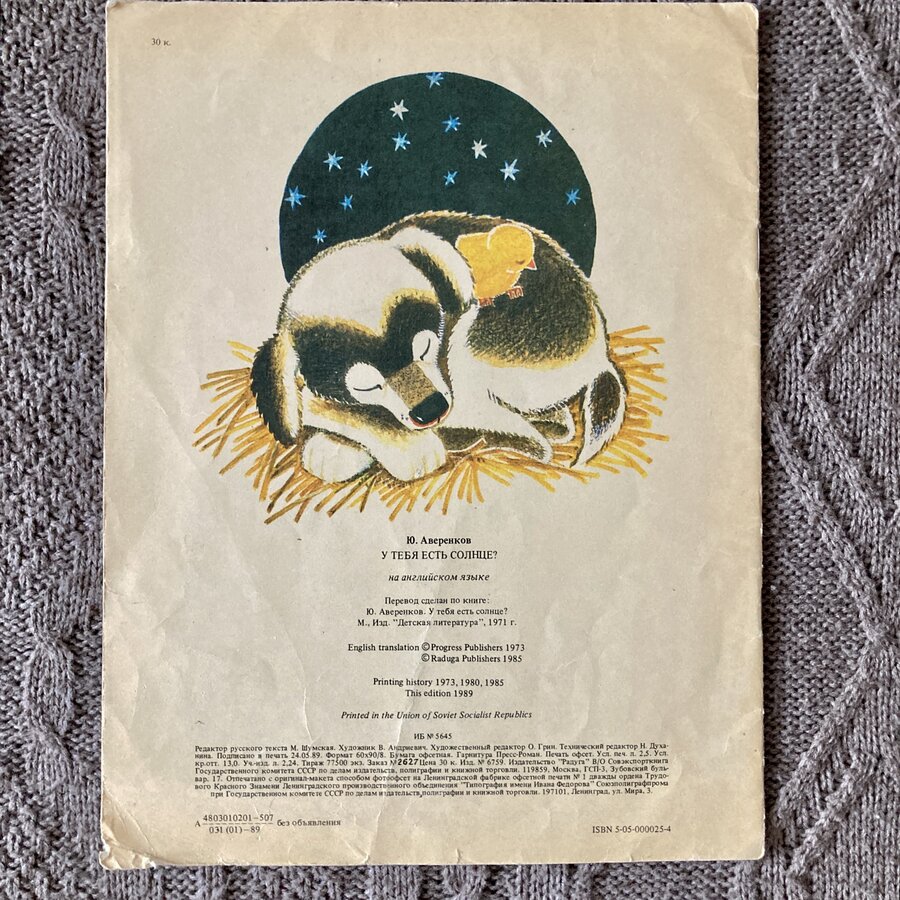 30 к.
Ю. Аверенков
У ТЕБЯ ЕСТЬ СОЛНЦЕ?
на английском языке
Перевод сделан по книге:
Ю. Аверенков. У тебя есть солнце?
М., Изд. "Детская литература", 1971 г.
English translation ©Progress Publishers 1973
©Raduga Publishers 1985
Printing history 1973, 1980, 1985
This edition 1989
Printed in the Union of Soviet Socialist Republics
ИБ № 5645
Редактор русского текста М. Шумская. Художник В. Андриевич. Художественный редактор О. Грин. Технический редактор Н. Духа-
нина. Подписано в печать 24.05.89. Формат 60х90/8. Бумага офсетная. Гарнитура Пресс-Роман. Печать офсет. Усл. печ. л. 2,5. Усл.
кр.-отт. 13,0. Уч.-изд. л. 2,24. Тираж 77500 экз. Заказ №2627 Цена 30 к. Изд. № 6759. Издательство "Радуга" В/О Совэкспорткнига
Государственного комитета СССР по делам издательств, полиграфии и книжной торговли. 119859, Москва, ГСП-3, Зубовский буль-
вар, 17. Отпечатано с оригинал-макета способом фотоофсет на Ленинградской фабрике офсетной печати № 1 дважды ордена Трудо-
вого Красного Знамени Ленинградского производственного объединения "Типография имени Ивана Федорова" Союзполиграфпрома
при Государственном комитете СССР по делам издательств, полиграфии и книжной торговли. 197101, Ленинград, ул. Мира, 3.
А 4803010201–507 без объявления
031 (01)–89
ISBN 5-05-000025-4